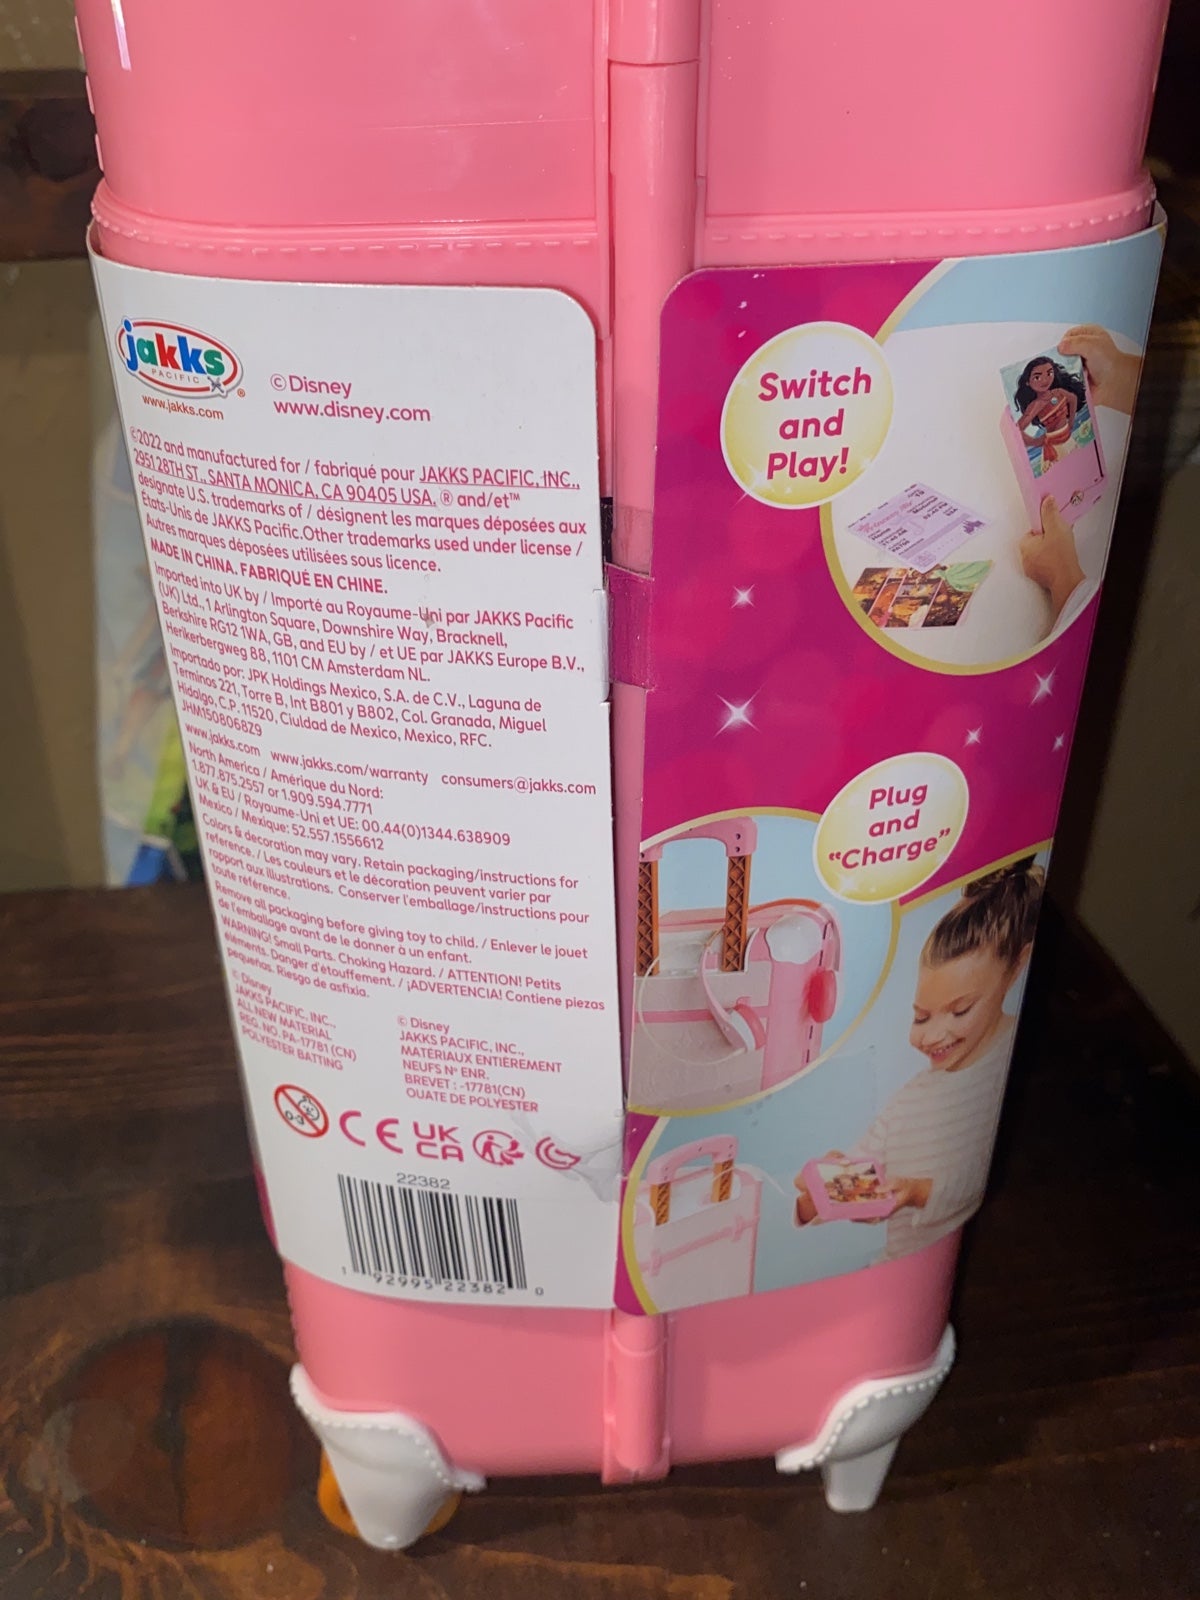 jakks
PACIFIC
®
www.jakks.com
©Disney
www.disney.com
©2022 and manufactured for / fabriqué pour JAKKS PACIFIC, INC.,
2951 28TH ST., SANTA MONICA, CA 90405 USA. ® and/et™
designate U.S. trademarks of / désignent les marques déposées aux
États-Unis de JAKKS Pacific.Other trademarks used under license /
Autres marques déposées utilisées sous licence.
MADE IN CHINA. FABRIQUÉ EN CHINE.
Imported into UK by / Importé au Royaume-Uni par JAKKS Pacific
(UK) Ltd., 1 Arlington Square, Downshire Way, Bracknell,
Berkshire RG12 1WA, GB, and EU by / et UE par JAKKS Europe B.V.,
Herikerbergweg 88, 1101 CM Amsterdam NL.
Importado por: JPK Holdings Mexico, S.A. de C.V., Laguna de
Terminos 221, Torre B, Int B801 y B802, Col. Granada, Miguel
Hidalgo, C.P. 11520, Ciuldad de Mexico, Mexico, RFC.
JHM1508068Z9
www.jakks.com www.jakks.com/warranty consumers@jakks.com
North America / Amérique du Nord:
1.877.875.2557 or 1.909.594.7771
UK & EU / Royaume-Uni et UE: 00.44(0)1344.638909
Mexico / Mexique: 52.557.1556612
Colors & decoration may vary. Retain packaging/instructions for
reference. / Les couleurs et le décoration peuvent varier par
rapport aux illustrations. Conserver l'emballage/instructions pour
toute référence.
Remove all packaging before giving toy to child. / Enlever le jouet
de l'emballage avant de le donner à un enfant.
WARNING! Small Parts. Choking Hazard. / ATTENTION! Petits
éléments. Danger d'étouffement. / ¡ADVERTENCIA! Contiene piezas
pequeñas. Riesgo de asfixia.
© Disney
JAKKS PACIFIC, INC.,
ALL NEW MATERIAL
REG. NO. PA-17781 (CN)
POLYESTER BATTING
© Disney
JAKKS PACIFIC, INC.,
MATÉRIAUX ENTIÈREMENT
NEUFS N° ENR.
BREVET : -17781(CN)
OUATE DE POLYESTER
0-3
CE UK
CA
22382
1 92995 22382 0
Switch
and
Play!
Plug
and
"Charge"